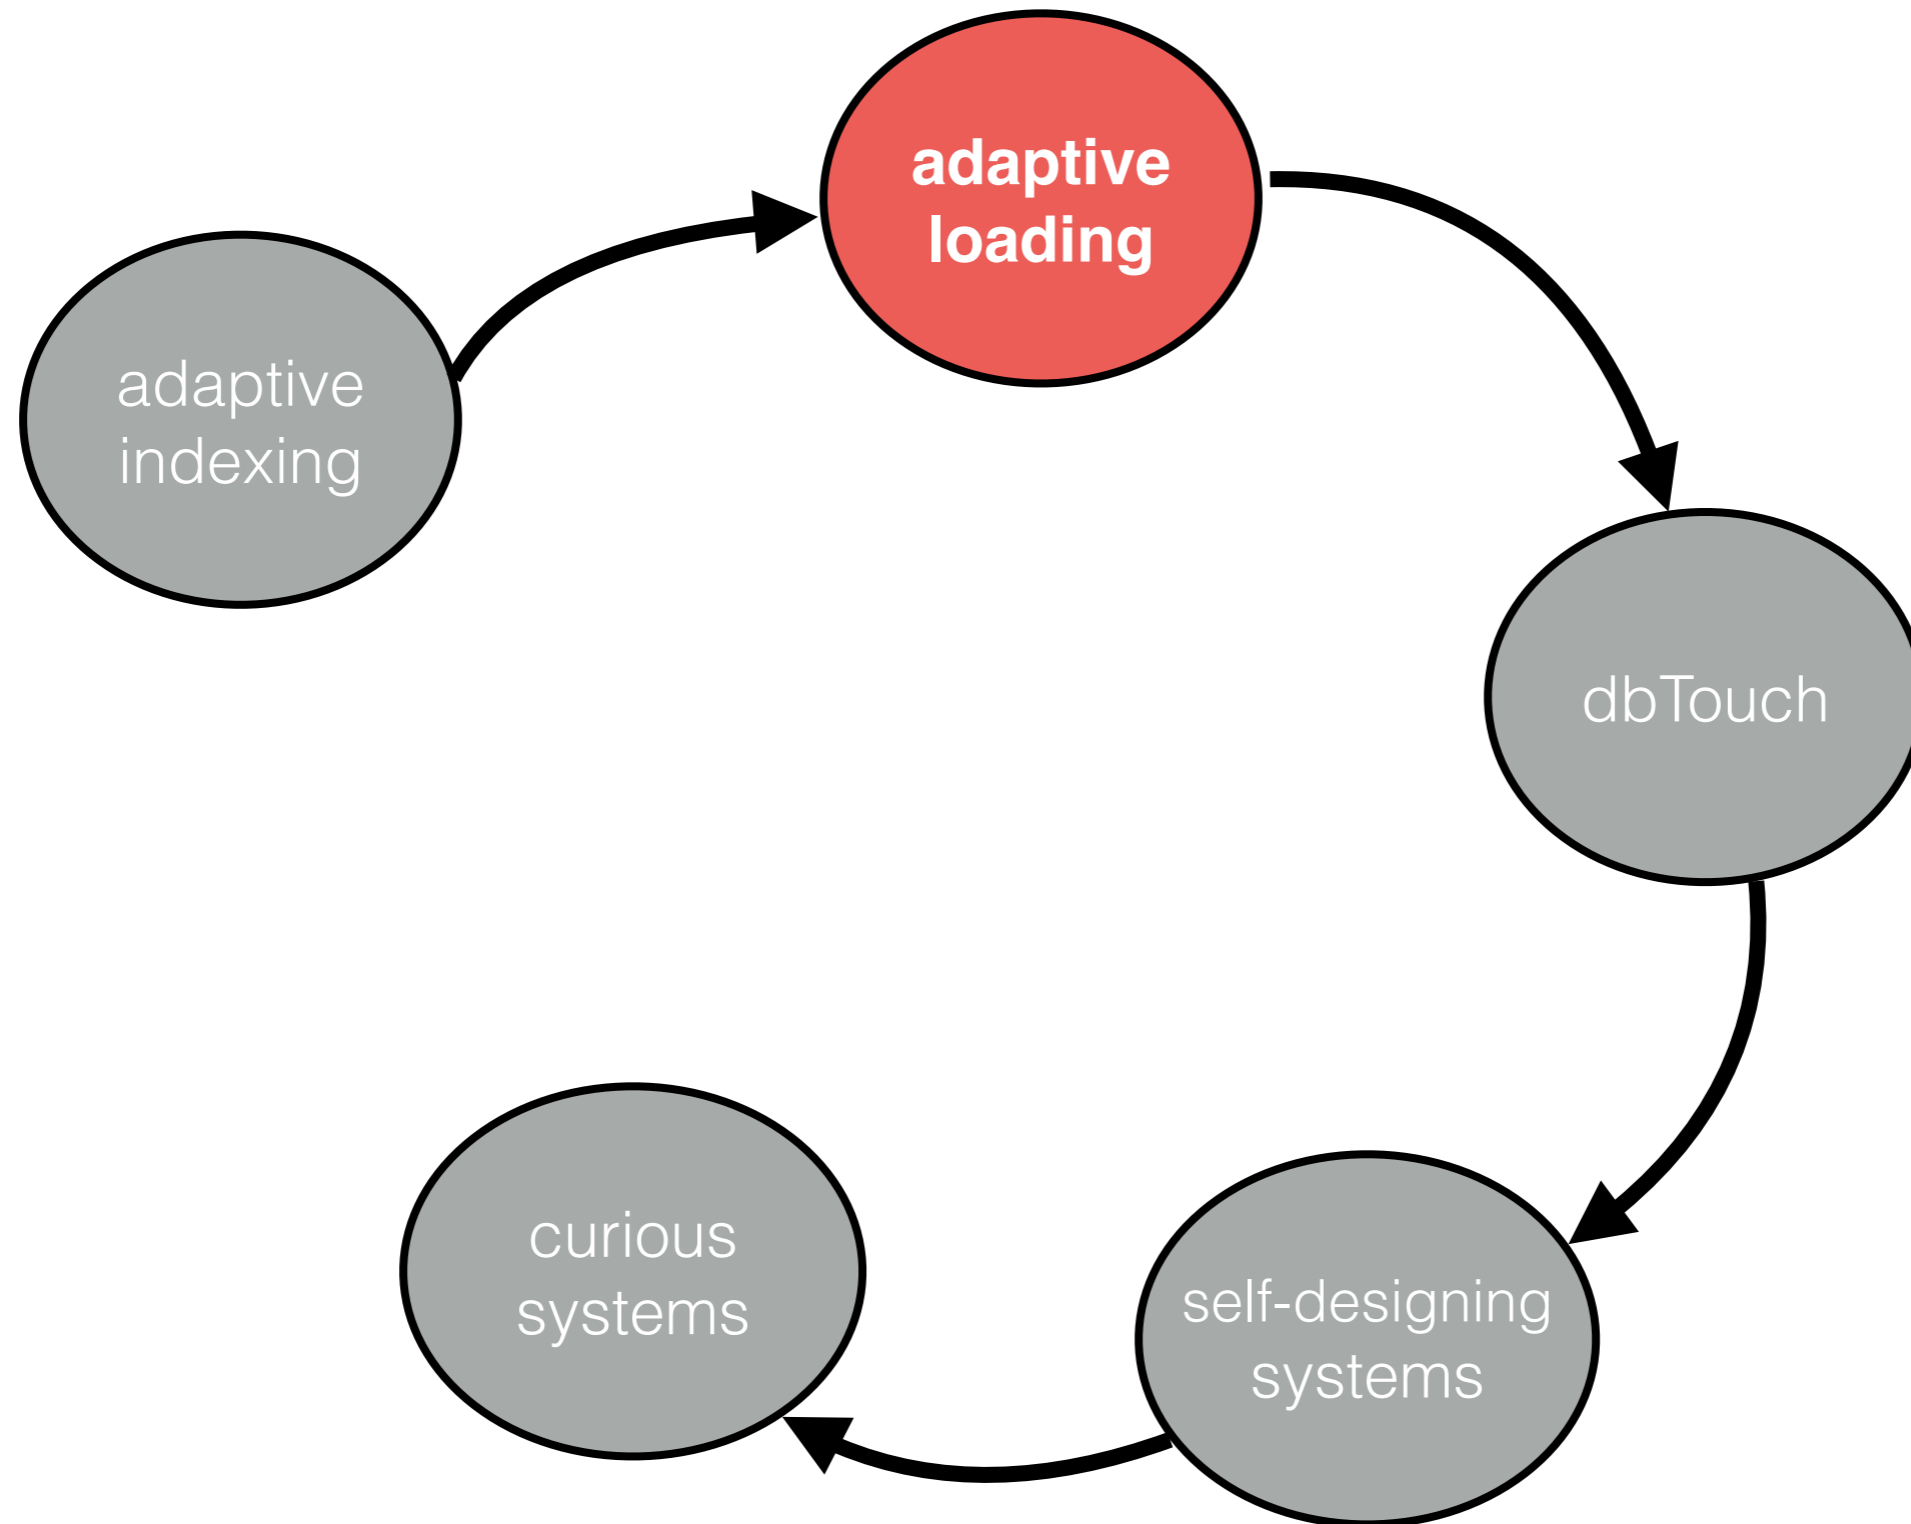 adaptive
loading
adaptive
indexing
dbTouch
curious
systems
self-designing
systems